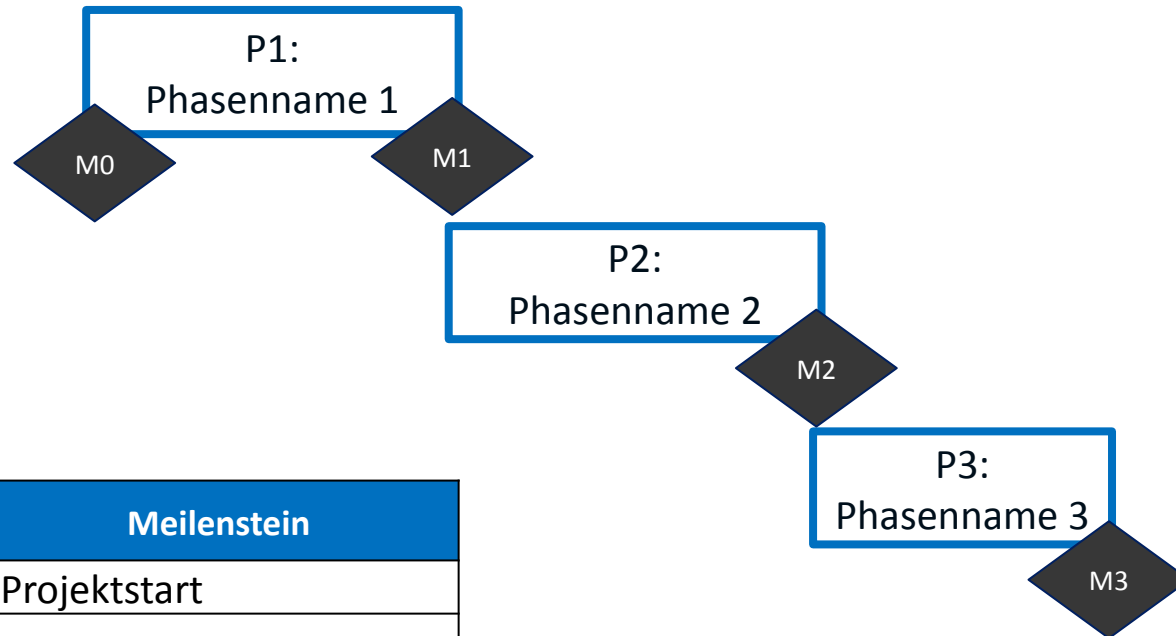 P1:
Phasenname 1
M0
M1
P2:
Phasenname 2
M2
P3:
Phasenname 3
M3
Meilenstein
Projektstart